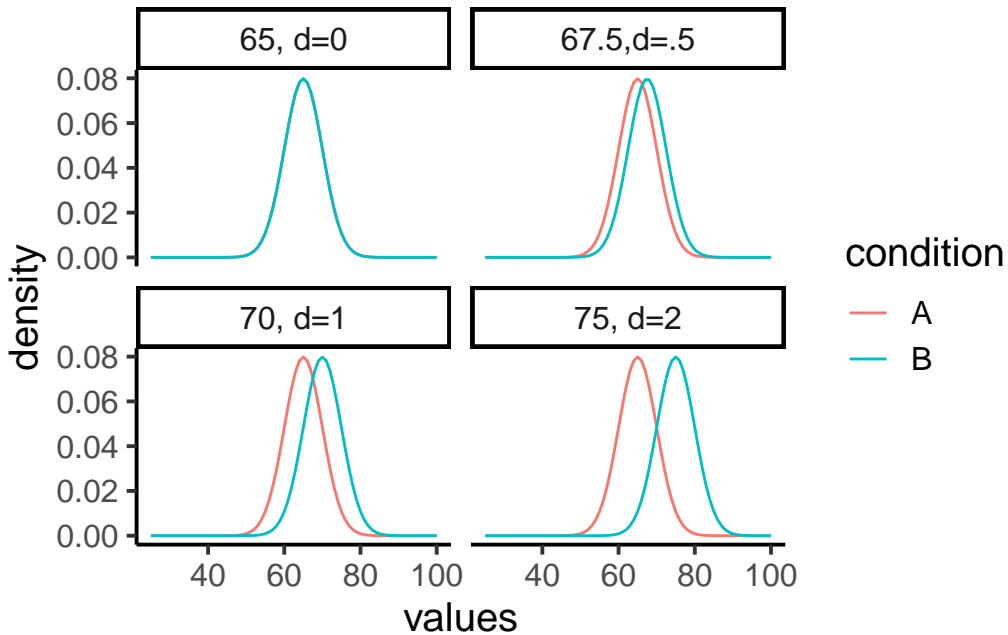 65, d=0
67.5,d=.5
0.08
0.06
0.04
0.02
0.00
density
70, d=1
75, d=2
0.08
0.06
0.04
0.02
0.00
40 60 80 100
40 60 80 100
values
condition
A
B